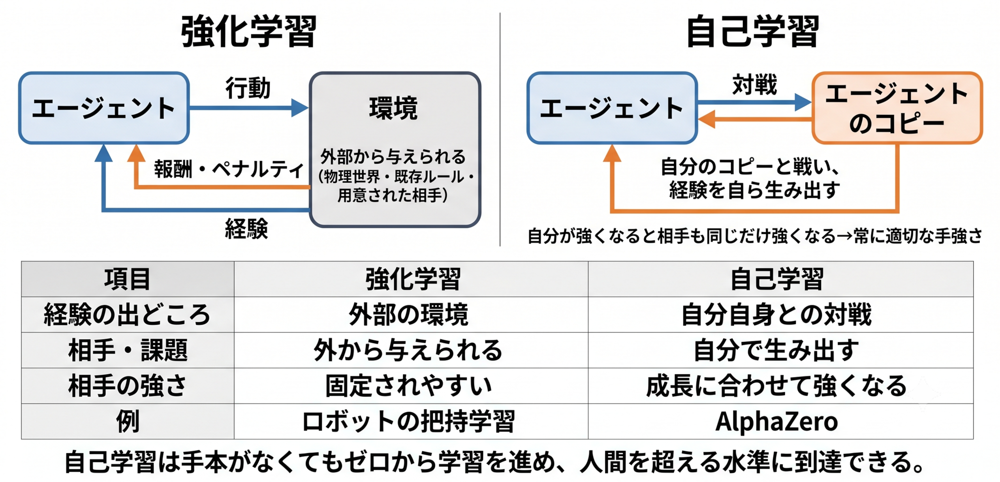 強化学習
エージェント
行動
環境
外部から与えられる
（物理世界・既存ルール・
用意された相手）
報酬・ペナルティ
経験
自己学習
エージェント
対戦
エージェント
のコピー
自分のコピーと戦い、
経験を自ら生み出す
自分が強くなると相手も同じだけ強くなる→常に適切な手強さ
項目 強化学習 自己学習
経験の出どころ 外部の環境 自分自身との対戦
相手・課題 外から与えられる 自分で生み出す
相手の強さ 固定されやすい 成長に合わせて強くなる
例 ロボットの把持学習 AlphaZero
自己学習は手本がなくてもゼロから学習を進め、人間を超える水準に到達できる。